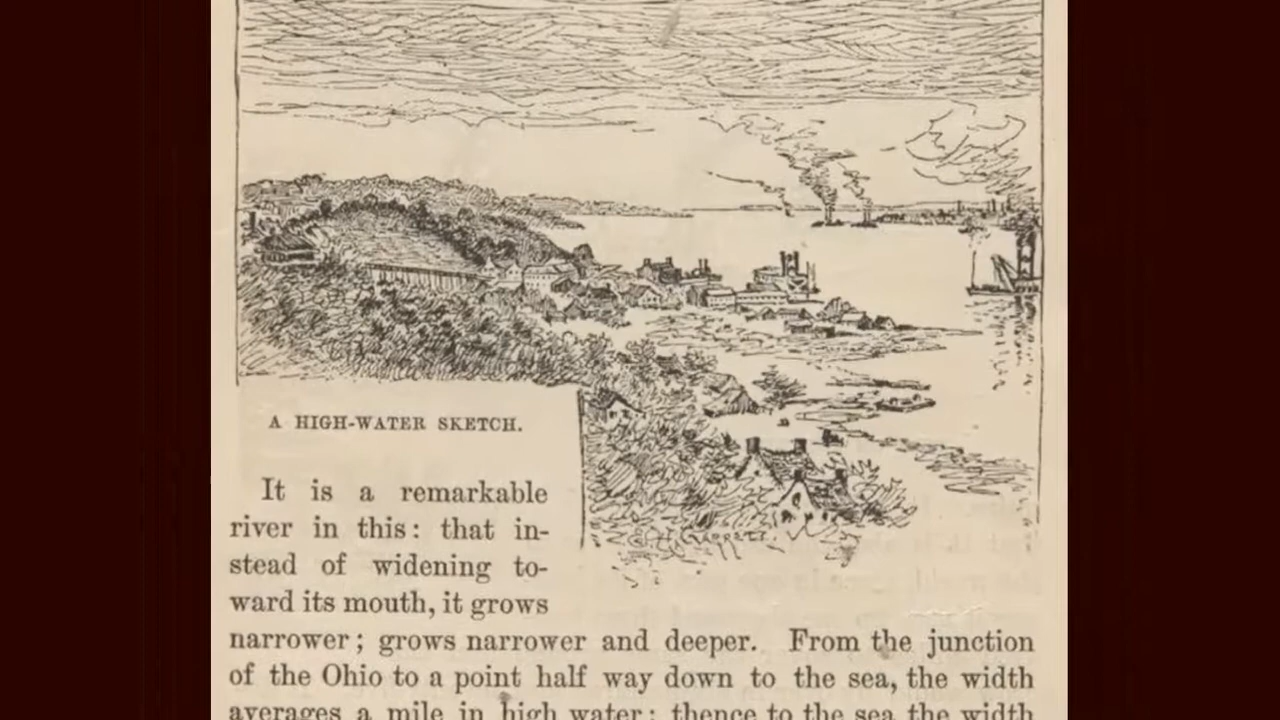 A HIGH-WATER SKETCH.
It is a remarkable
river in this: that in-
stead of widening to-
ward its mouth, it grows
narrower; grows narrower and deeper. From the junction
of the Ohio to a point half way down to the sea, the width
averages a mile in high water: thence to the sea the width